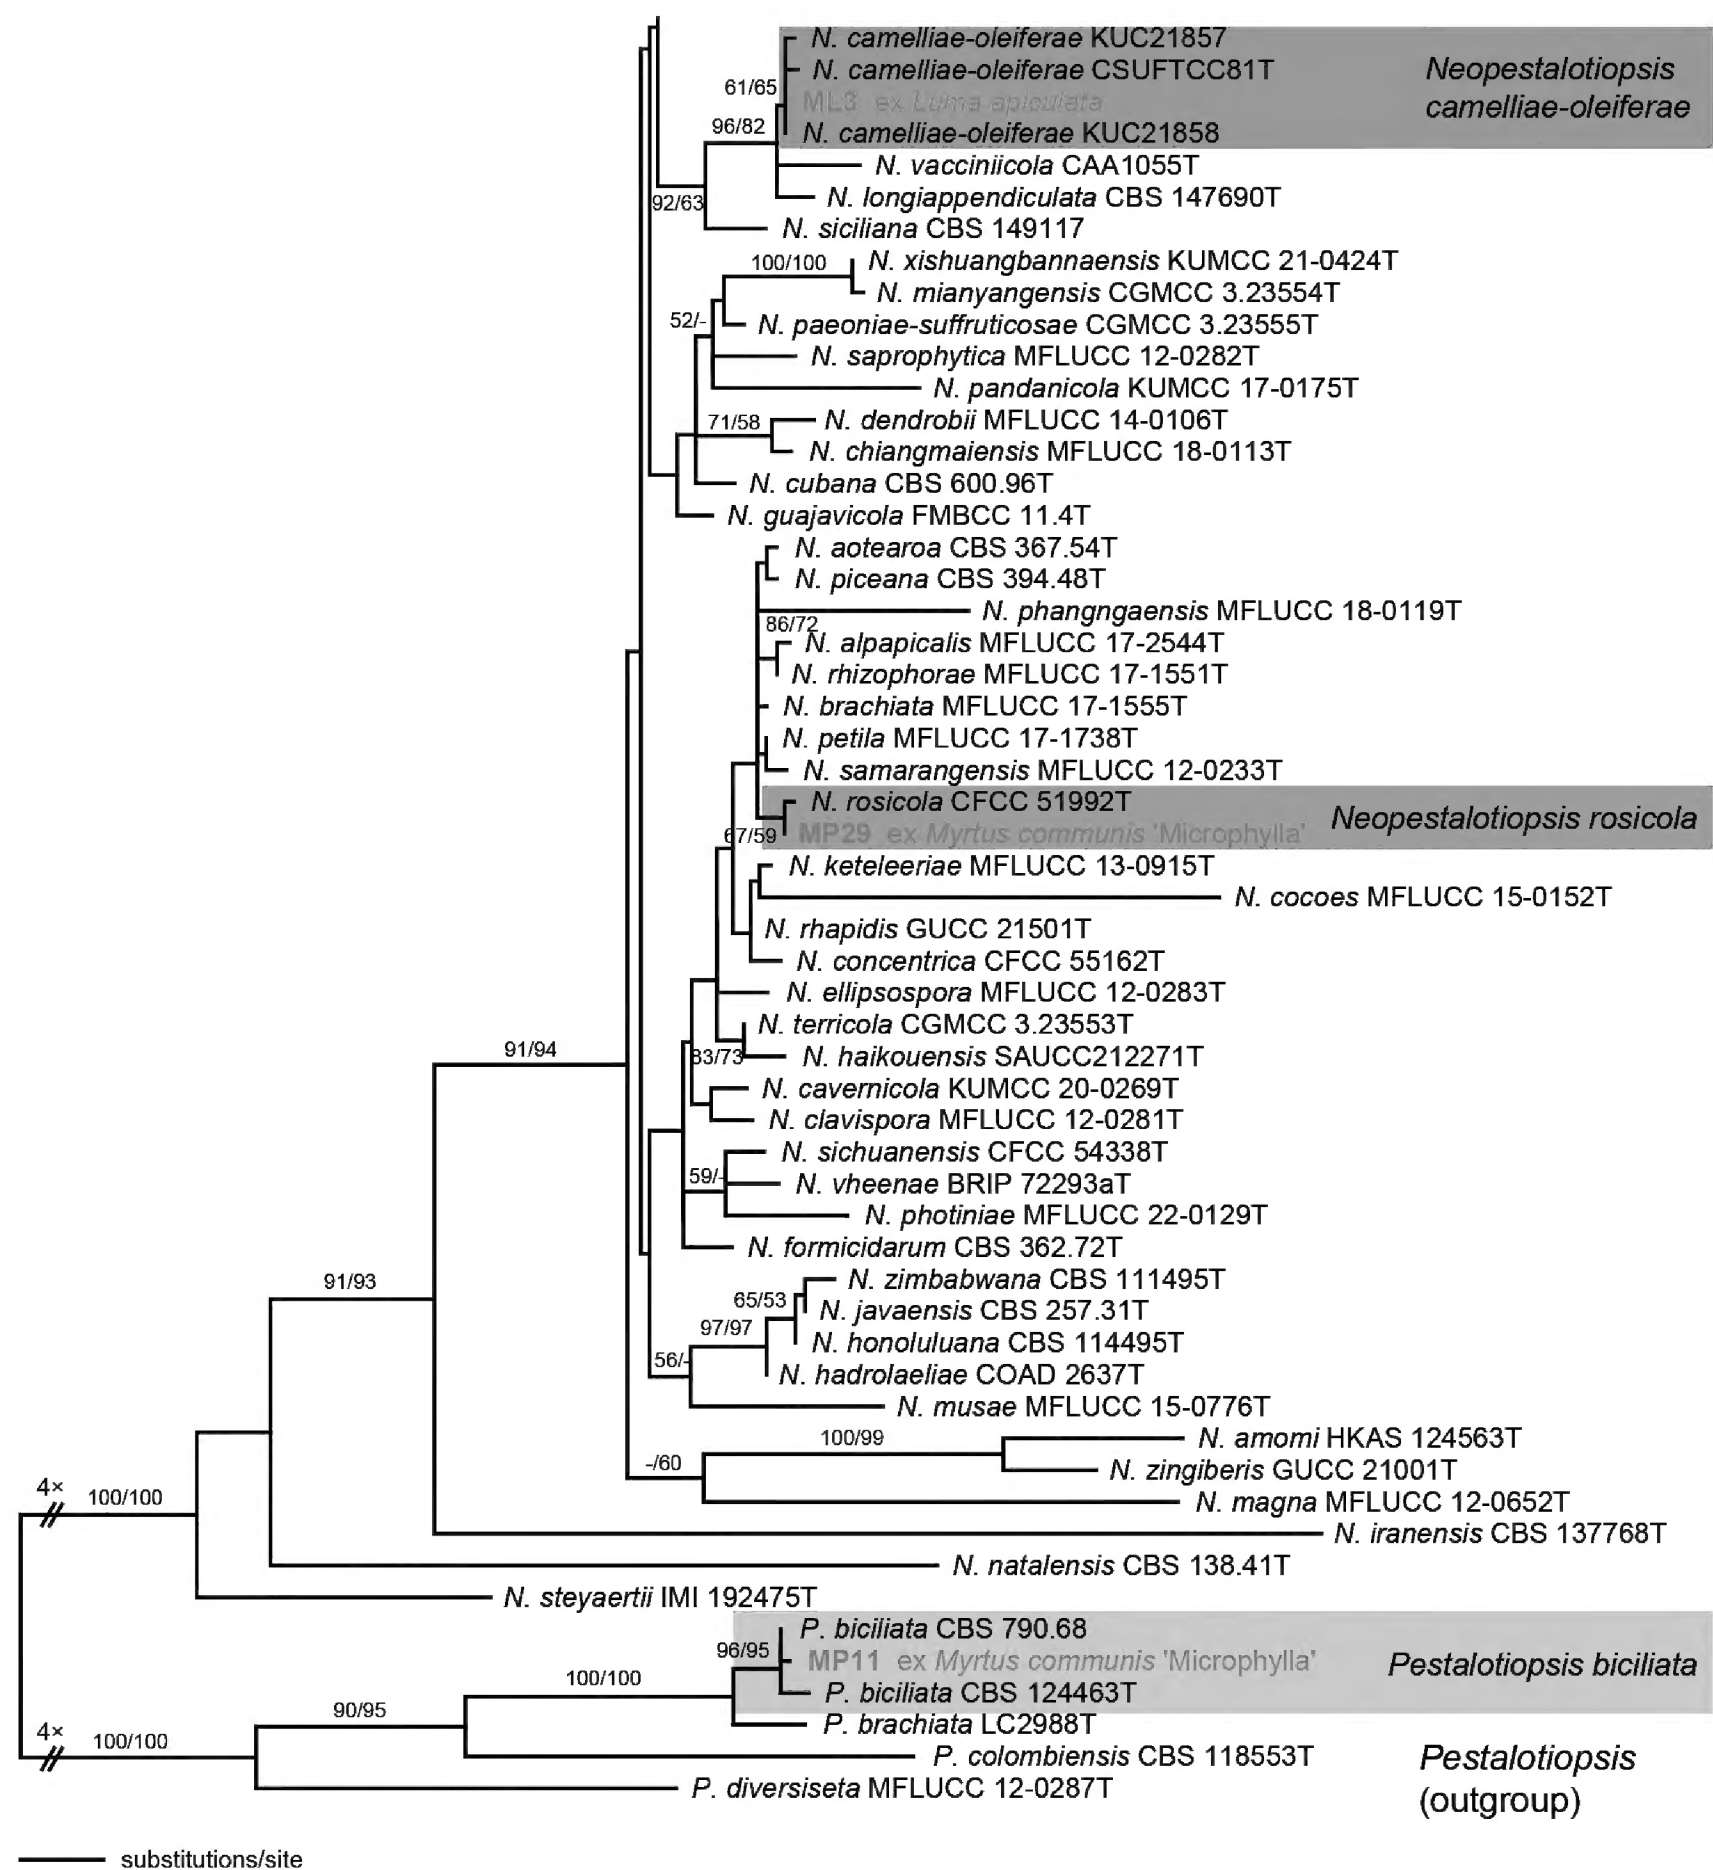 N. camelliae-oleiferae KUC21857
N. camelliae-oleiferae CSUFTCC81T
Neopestalotiopsis
camelliae-oleiferae
61/65
ML3 ex Luma apiculata
96/82
N. camelliae-oleiferae KUC21858
N. vacciniicola CAA1055T
92/63
N. longiappendiculata CBS 147690T
N. siciliana CBS 149117
100/100
N. xishuangbannaensis KUMCC 21-0424T
N. mianyangensis CGMCC 3.23554T
52/-
N. paeoniae-suffruticosae CGMCC 3.23555T
N. saprophytica MFLUCC 12-0282T
N. pandanicola KUMCC 17-0175T
71/58
N. dendrobii MFLUCC 14-0106T
N. chiangmaiensis MFLUCC 18-0113T
N. cubana CBS 600.96T
N. guajavicola FMBCC 11.4T
N. aotearoa CBS 367.54T
N. piceana CBS 394.48T
N. phangngaensis MFLUCC 18-0119T
86/72
N. alpapicalis MFLUCC 17-2544T
N. rhizophorae MFLUCC 17-1551T
N. brachiata MFLUCC 17-1555T
N. petila MFLUCC 17-1738T
N. samarangensis MFLUCC 12-0233T
N. rosicola CFCC 51992T
Neopestalotiopsis rosicola
67/59
MP29 ex Myrtus communis 'Microphylla'
N. keteleeriae MFLUCC 13-0915T
N. cocoes MFLUCC 15-0152T
N. rhapidis GUCC 21501T
N. concentrica CFCC 55162T
N. ellipsospora MFLUCC 12-0283T
N. terricola CGMCC 3.23553T
91/94
83/73
N. haikouensis SAUCC212271T
N. cavernicola KUMCC 20-0269T
N. clavispora MFLUCC 12-0281T
N. sichuanensis CFCC 54338T
59/-
N. vheenae BRIP 72293aT
N. photiniae MFLUCC 22-0129T
N. formicidarum CBS 362.72T
91/93
N. zimbabwana CBS 111495T
65/53
N. javaensis CBS 257.31T
97/97
N. honoluluana CBS 114495T
56/-
N. hadrolaeliae COAD 2637T
N. musae MFLUCC 15-0776T
100/99
N. amomi HKAS 124563T
-/60
N. zingiberis GUCC 21001T
4×
100/100
N. magna MFLUCC 12-0652T
N. iranensis CBS 137768T
N. natalensis CBS 138.41T
N. steyaertii IMI 192475T
P. biciliata CBS 790.68
96/95
MP11 ex Myrtus communis 'Microphylla'
Pestalotiopsis biciliata
100/100
P. biciliata CBS 124463T
90/95
P. brachiata LC2988T
4×
100/100
P. colombiensis CBS 118553T
Pestalotiopsis
(outgroup)
P. diversiseta MFLUCC 12-0287T
substitutions/site